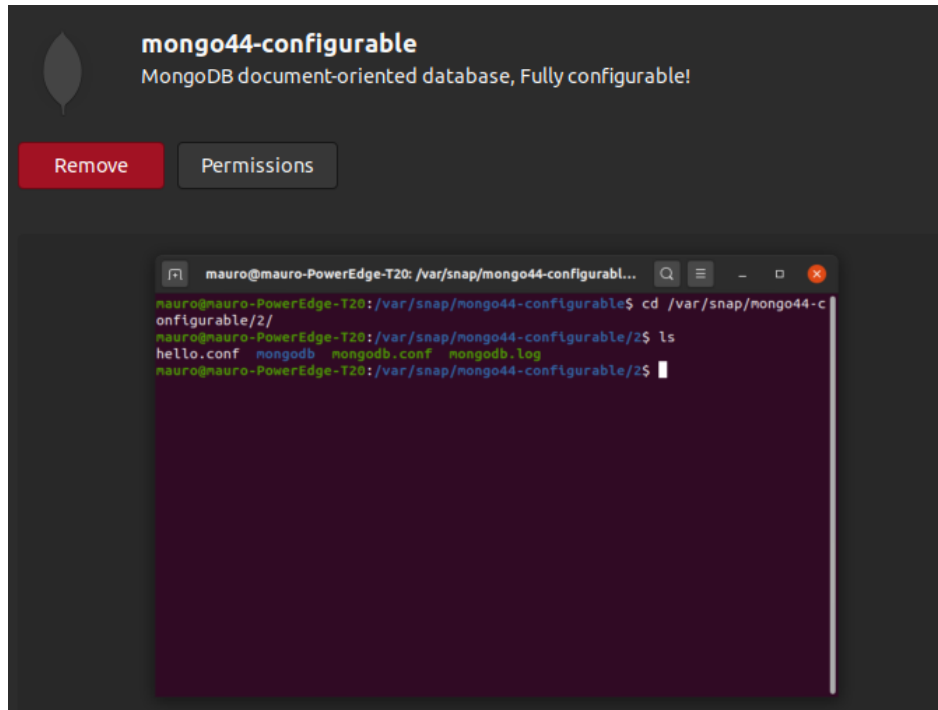 mongo44-configurable
MongoDB document-oriented database, Fully configurable!
Remove Permissions
mauro@mauro-PowerEdge-T20: /var/snap/mongo44-configurabl...
mauro@mauro-PowerEdge-T20:/var/snap/mongo44-configurable$ cd /var/snap/mongo44-c
onfigurable/2/
mauro@mauro-PowerEdge-T20:/var/snap/mongo44-configurable/2$ ls
hello.conf mongodb mongodb.conf mongodb.log
mauro@mauro-PowerEdge-T20:/var/snap/mongo44-configurable/2$